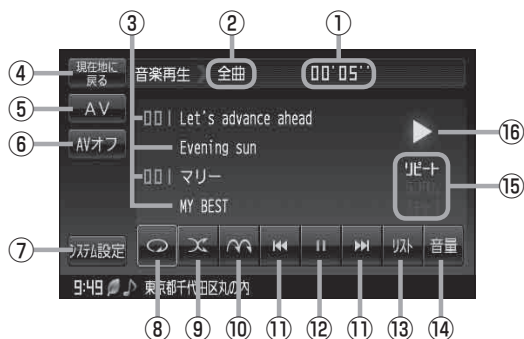 ③ ② ①
④ 現在地に戻る 音楽再生 全曲 00'05''
⑤ AV
001 Let's advance ahead
⑯
⑥ AVオフ
Evening sun
001 マリー
リピート ⑮
MY BEST
⑦ システム設定
リスト 音量
9:49 東京都千代田区丸の内
⑧ ⑨ ⑩ ⑪ ⑫ ⑪ ⑬ ⑭